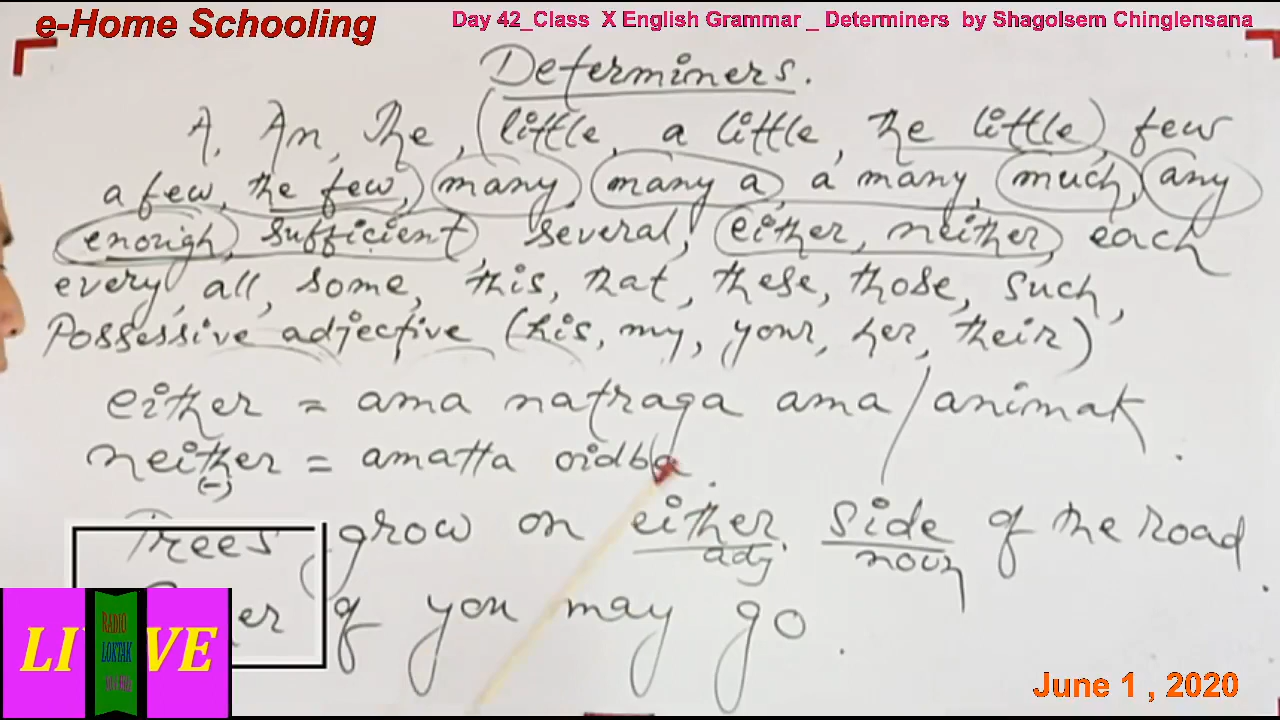 e-Home Schooling
Day 42_Class X English Grammar _ Determiners by Shagolsem Chinglensana
Determiners.
A, An, The, (little, a little, the little) few
a few, the few,) many, many a, a many, much, any
enough, sufficient, several, either, neither, each
every, all, some, this, that, these, those, such,
Possessive adjective (his, my, your, her, their)
either = ama natraga ama / animak
neither = amatta oidba.
(-)
Trees grow on either side of the road
adj. noun
of you may go.
LIVE
RADIO
LOKTAK
June 1 , 2020